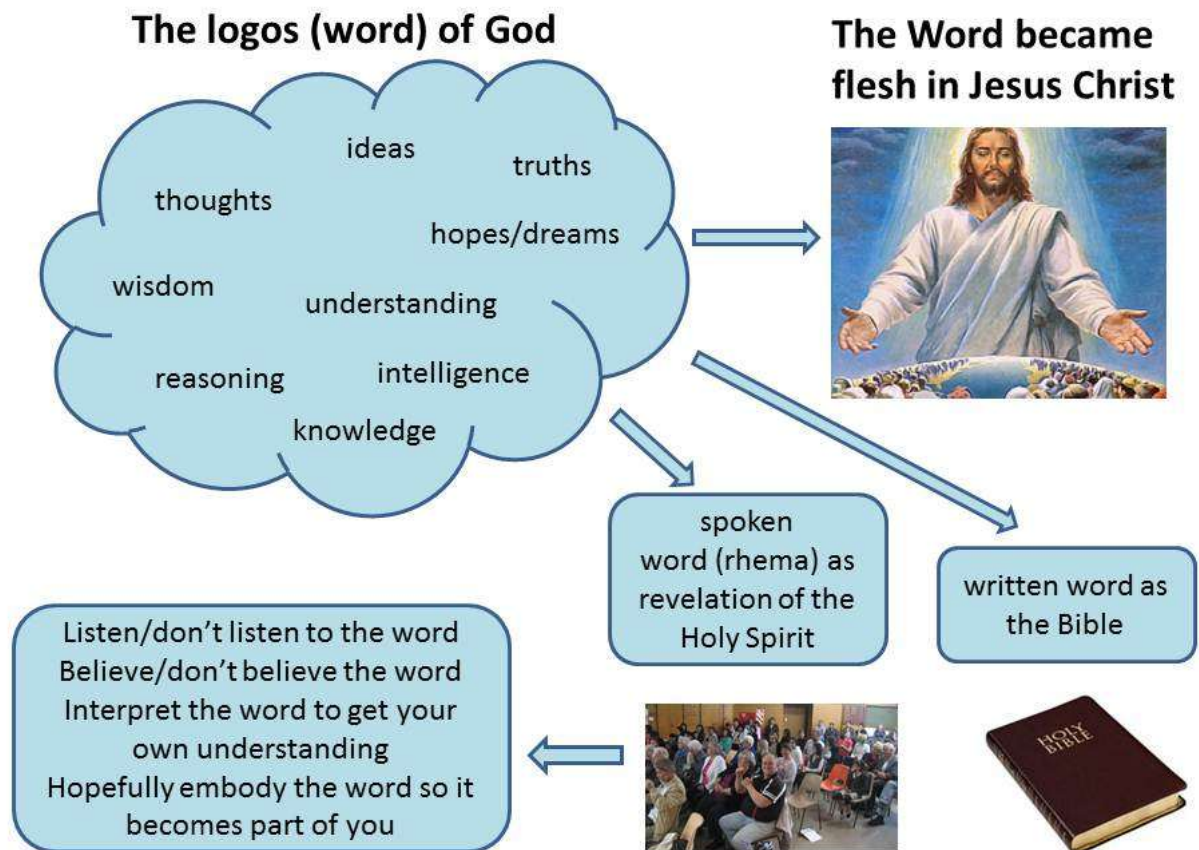 The logos (word) of God
The Word became
flesh in Jesus Christ
ideas
truths
thoughts
hopes/dreams
wisdom
understanding
reasoning
intelligence
knowledge
spoken
word (rhema) as
revelation of the
Holy Spirit
written word as
the Bible
Listen/don’t listen to the word
Believe/don’t believe the word
Interpret the word to get your
own understanding
Hopefully embody the word so it
becomes part of you
HOLY
BIBLE